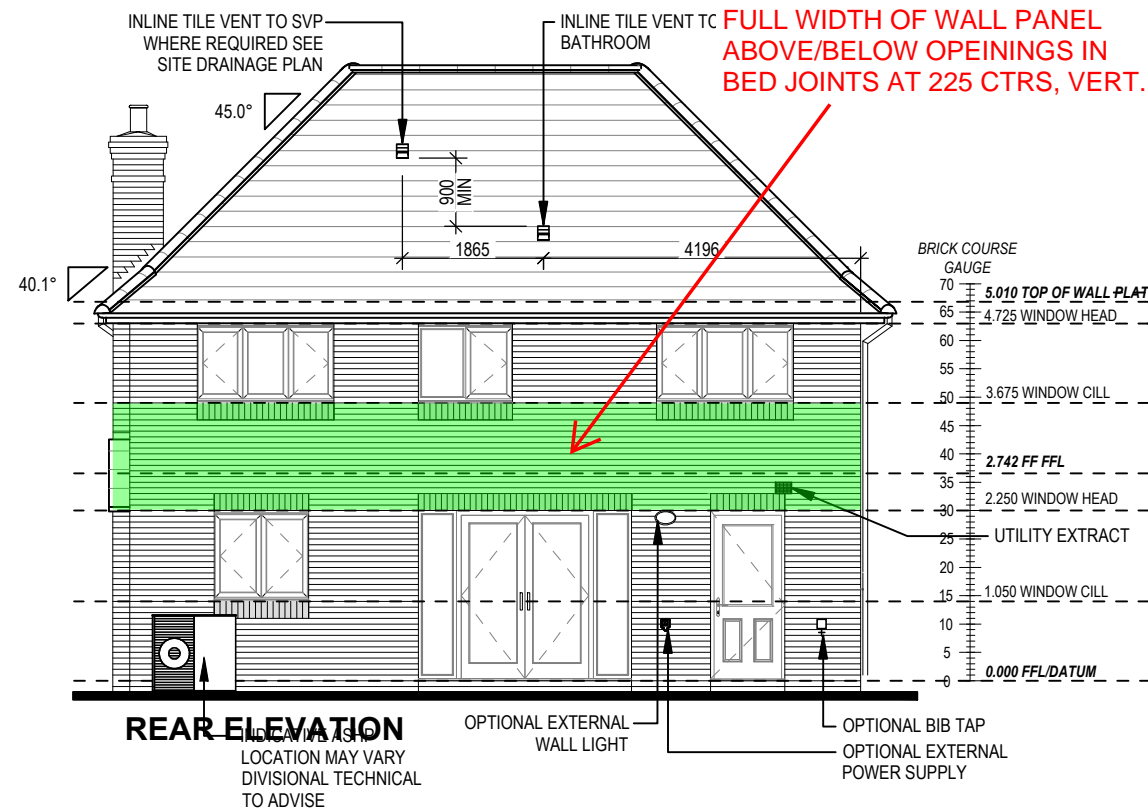 INLINE TILE VENT TO SVP
WHERE REQUIRED SEE
SITE DRAINAGE PLAN
INLINE TILE VENT TO
BATHROOM
FULL WIDTH OF WALL PANEL
ABOVE/BELOW OPEININGS IN
BED JOINTS AT 225 CTRS, VERT.
45.0°
900
MIN
1865
4196
40.1°
BRICK COURSE
GAUGE
70
5.010 TOP OF WALL PLAT
65
4.725 WINDOW HEAD
60
55
3.675 WINDOW CILL
50
45
40
2.742 FF FFL
35
2.250 WINDOW HEAD
30
UTILITY EXTRACT
25
20
1.050 WINDOW CILL
15
10
5
0.000 FFL/DATUM
0
REAR ELEVATION
INDICATIVE ASHP
LOCATION MAY VARY
DIVISIONAL TECHNICAL
TO ADVISE
OPTIONAL EXTERNAL
WALL LIGHT
OPTIONAL BIB TAP
OPTIONAL EXTERNAL
POWER SUPPLY